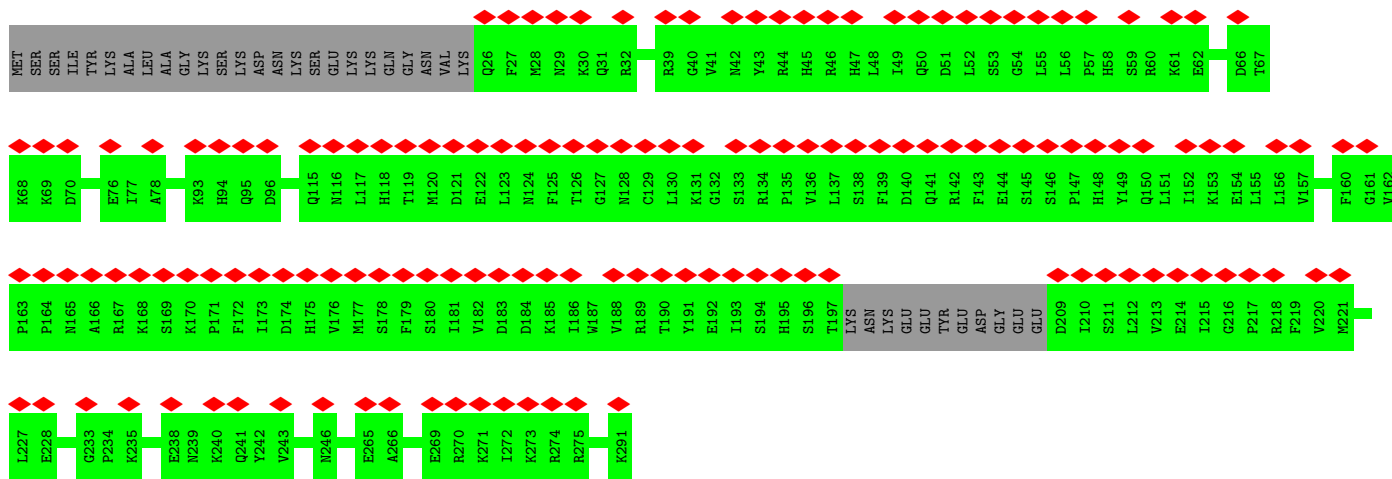 MET SER SER ILE TYR LYS ALA LEU ALA GLY LYS SER LYS ASP ASN LYS SER GLU LYS LYS GLN GLY ASN VAL LYS Q26 F27 M28 N29 K30 Q31 R32 R39 G40 V41 N42 Y43 R44 H45 R46 H47 L48 I49 Q50 D51 L52 S53 G54 L55 L56 P57 H58 S59 R60 K61 E62 D66 T67
K68 K69 D70 E76 I77 A78 K93 H94 Q95 D96 Q115 N116 L117 H118 T119 M120 D121 E122 L123 N124 F125 T126 G127 N128 C129 L130 K131 G132 S133 R134 P135 V136 L137 S138 F139 D140 Q141 R142 F143 E144 S145 S146 P147 H148 Y149 Q150 L151 I152 K153 E154 L155 L156 V157 F160 G161 V162
P163 P164 N165 A166 R167 K168 S169 K170 P171 F172 I173 D174 H175 V176 M177 S178 F179 S180 I181 V182 D183 D184 K185 I186 W187 V188 R189 T190 Y191 E192 I193 S194 H195 S196 T197 LYS ASN LYS GLU GLU TYR GLU ASP GLY GLU GLU D209 I210 S211 L212 V213 E214 I215 G216 P217 R218 F219 V220 M221
L227 E228 G233 P234 K235 E238 N239 K240 Q241 Y242 V243 N246 E265 A266 E269 R270 K271 I272 K273 R274 R275 K291